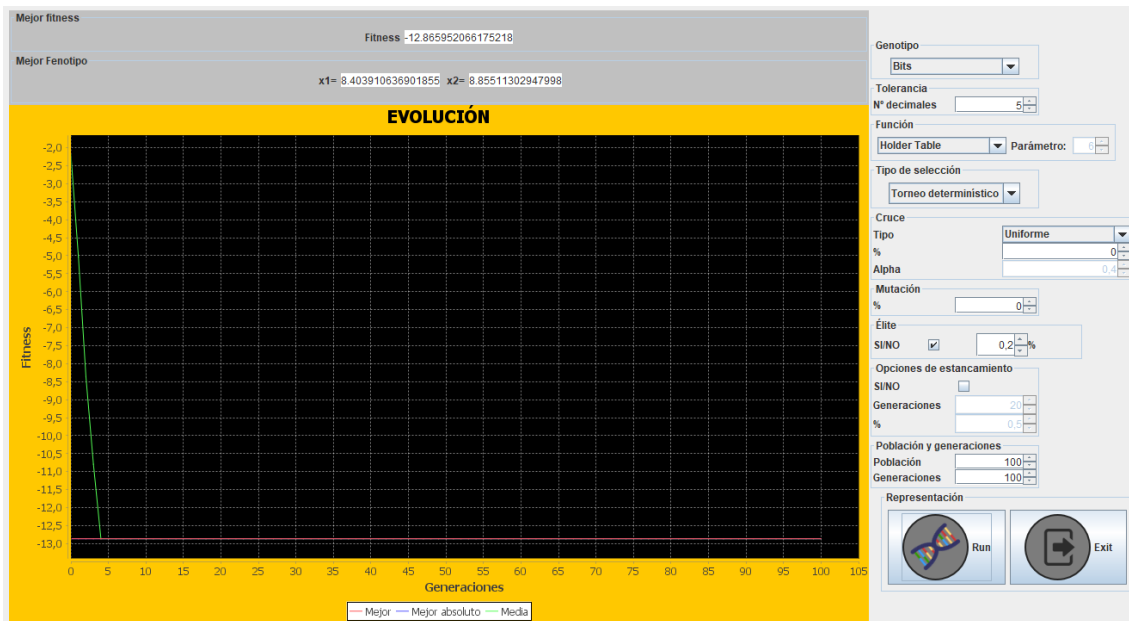 Mejor fitness
Fitness -12.865952066175218
Mejor Fenotipo
x1= 8.403910636901855 x2= 8.85511302947998
EVOLUCIÓN
-2,0
-2,5
-3,0
-3,5
-4,0
-4,5
-5,0
-5,5
-6,0
-6,5
-7,0
-7,5
-8,0
-8,5
-9,0
-9,5
-10,0
-10,5
-11,0
-11,5
-12,0
-12,5
-13,0
Fitness
0 5 10 15 20 25 30 35 40 45 50 55 60 65 70 75 80 85 90 95 100 105
Generaciones
Mejor Mejor absoluto Media
Genotipo
Bits
Tolerancia
Nº decimales 5
Función
Holder Table Parámetro: 6
Tipo de selección
Torneo determinístico
Cruce
Tipo Uniforme
% 0
Alpha 0,4
Mutación
% 0
Élite
SI/NO 0,2 %
Opciones de estancamiento
SI/NO
Generaciones 20
% 0,5
Población y generaciones
Población 100
Generaciones 100
Representación
Run
Exit